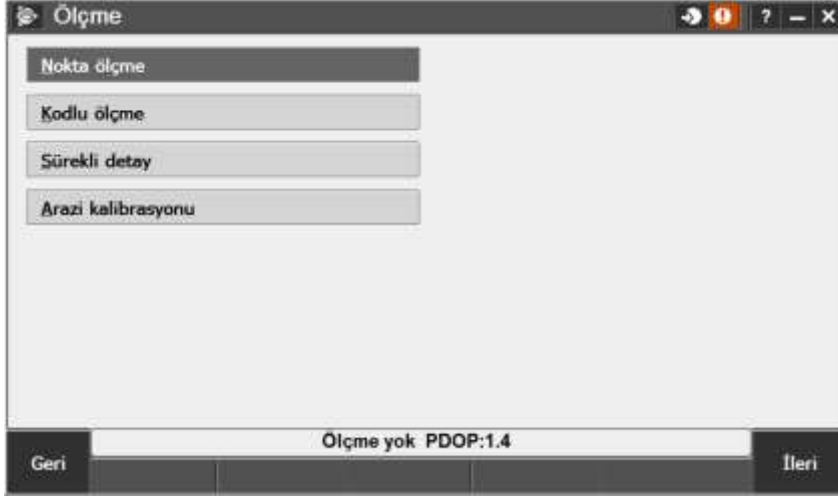 Ölçme
Nokta ölçme
Kodlu ölçme
Sürekli detay
Arazi kalibrasyonu
Ölçme yok PDOP:1.4
Geri
İleri